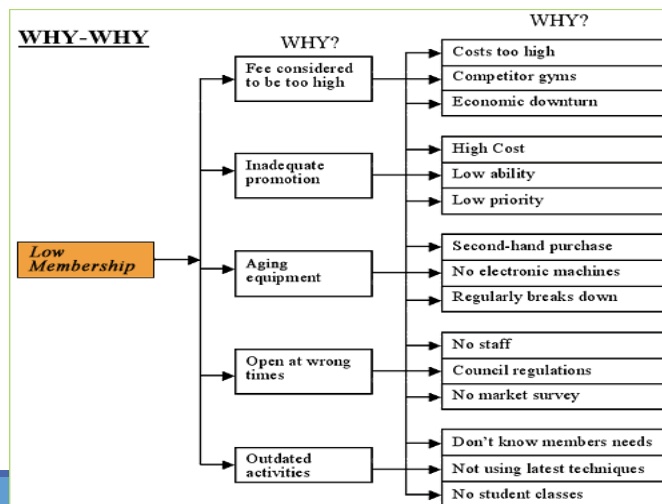 WHY-WHY
WHY?
WHY?
Low
Membership
Fee considered
to be too high
Costs too high
Competitor gyms
Economic downturn
Inadequate
promotion
High Cost
Low ability
Low priority
Aging
equipment
Second-hand purchase
No electronic machines
Regularly breaks down
Open at wrong
times
No staff
Council regulations
No market survey
Outdated
activities
Don't know members needs
Not using latest techniques
No student classes